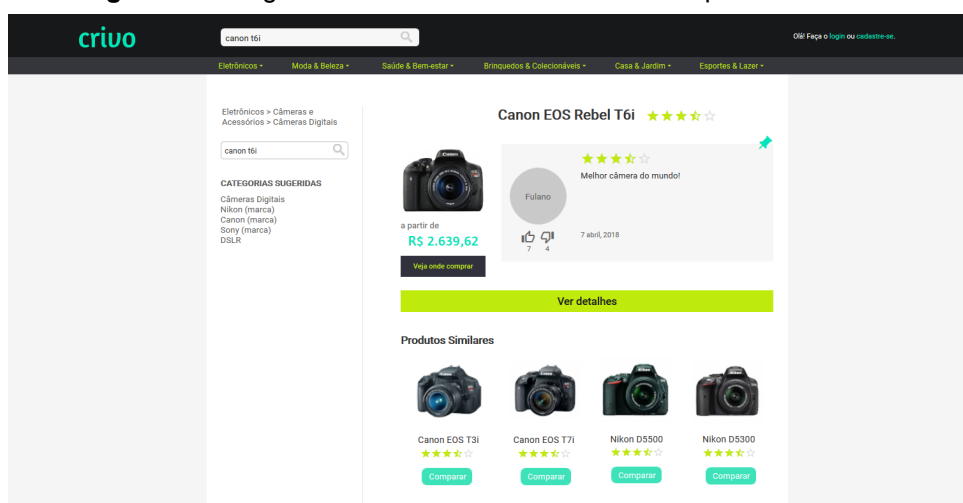 crivo
canon t6i
Olá! Faça o login ou cadastre-se.
Eletrônicos
Moda & Beleza
Saúde & Bem-estar
Brinquedos & Colecionáveis
Casa & Jardim
Esportes & Lazer
Eletrônicos > Câmeras e
Acessórios > Câmeras Digitais
canon t6i
CATEGORIAS SUGERIDAS
Câmeras Digitais
Nikon (marca)
Canon (marca)
Sony (marca)
DSLR
Canon EOS Rebel T6i
a partir de
R$ 2.639,62
Veja onde comprar
Fulano
7 4
Melhor câmera do mundo!
7 abril, 2018
Ver detalhes
Produtos Similares
Canon EOS T3i
Comparar
Canon EOS T7i
Comparar
Nikon D5500
Comparar
Nikon D5300
Comparar